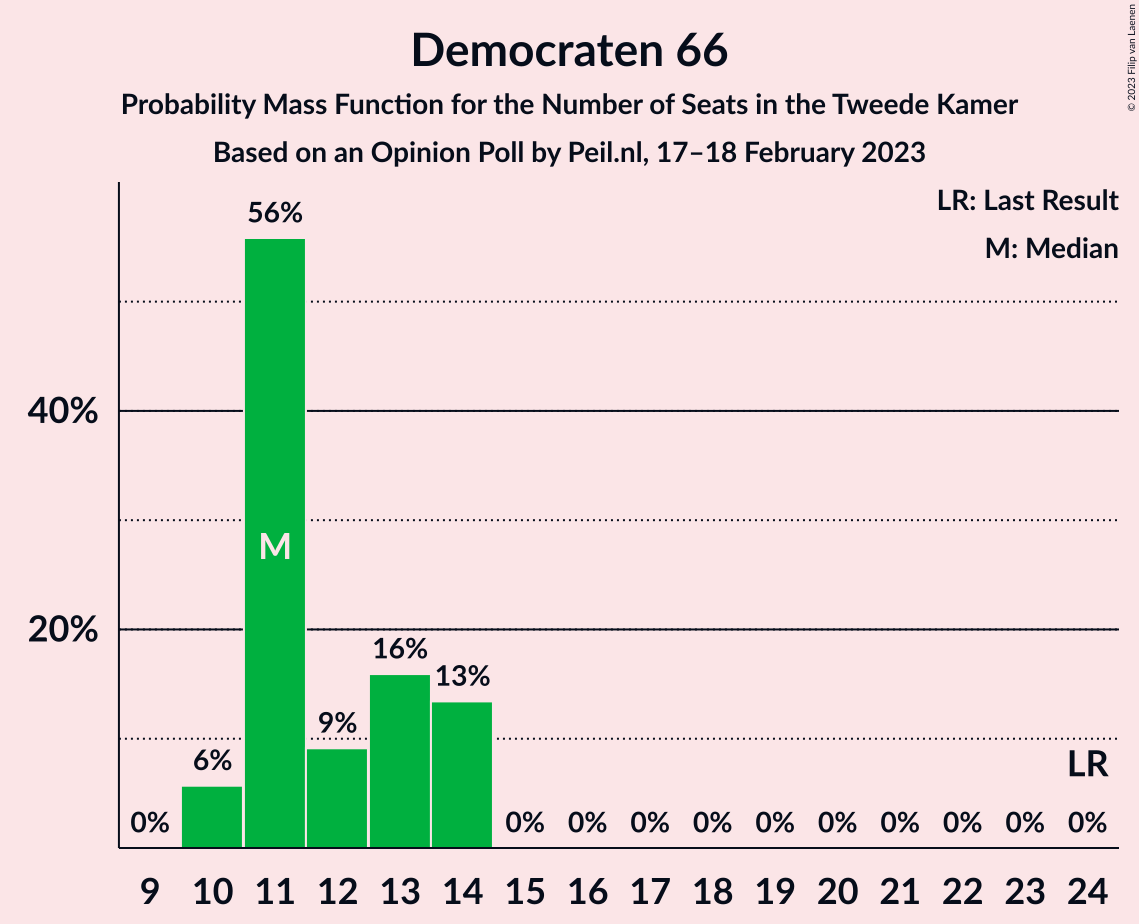 Democraten 66
Probability Mass Function for the Number of Seats in the Tweede Kamer
Based on an Opinion Poll by Peil.nl, 17–18 February 2023
© 2023 Filip van Laenen
LR: Last Result
M: Median
56%
40%
M
20%
16%
13%
9%
6%
LR
0% 0% 0% 0% 0% 0% 0% 0% 0% 0% 0%
9 10 11 12 13 14 15 16 17 18 19 20 21 22 23 24